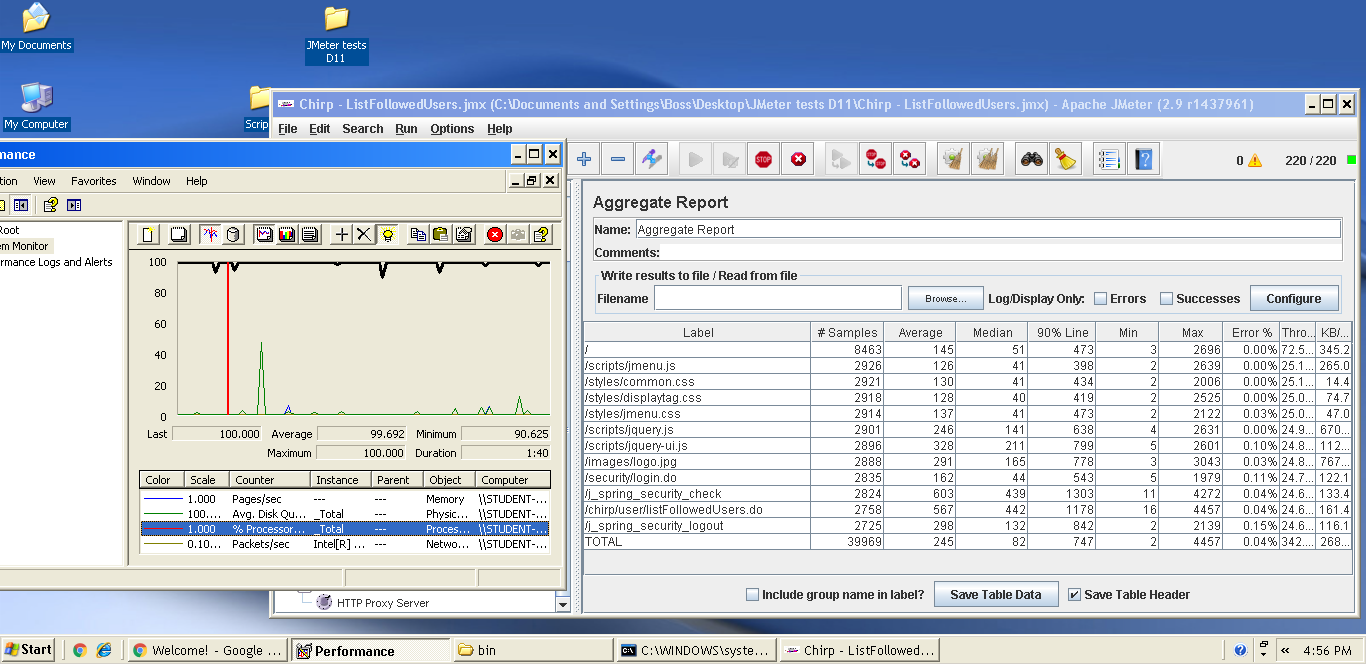 My Documents
JMeter tests
D11
My Computer
Scrip
Chirp - ListFollowedUsers.jmx (C:\Documents and Settings\Boss\Desktop\JMeter tests D11\Chirp - ListFollowedUsers.jmx) - Apache JMeter (2.9 r1437961)
File Edit Search Run Options Help
STOP 0 220 / 220
mance
tion View Favorites Window Help
Root
em Monitor
rmance Logs and Alerts
100
80
60
40
20
0
Last 100.000 Average 99.692 Minimum 90.625
Maximum 100.000 Duration 1:40
Color Scale Counter Instance Parent Object Computer
1.000 Pages/sec --- --- Memory \\STUDENT-...
100.... Avg. Disk Qu... _Total --- Physic... \\STUDENT-...
1.000 % Processor... _Total --- Proces... \\STUDENT-...
0.10... Packets/sec Intel[R] ... --- Netwo... \\STUDENT-...
HTTP Proxy Server
Aggregate Report
Name: Aggregate Report
Comments:
Write results to file / Read from file
Filename Browse... Log/Display Only: Errors Successes Configure
Label # Samples Average Median 90% Line Min Max Error % Thro... KB/...
/ 8463 145 51 473 3 2696 0.00% 72.5... 345.2
/scripts/jmenu.js 2926 126 41 398 2 2639 0.00% 25.1... 265.0
/styles/common.css 2921 130 41 434 2 2006 0.00% 25.1... 14.4
/styles/displaytag.css 2918 128 40 419 2 2525 0.00% 25.0... 74.7
/styles/jmenu.css 2914 137 41 473 2 2122 0.03% 25.0... 47.0
/scripts/jquery.js 2901 246 141 638 4 2631 0.00% 24.9... 670...
/scripts/jquery-ui.js 2896 328 211 799 5 2601 0.10% 24.8... 112...
/images/logo.jpg 2888 291 165 778 3 3043 0.03% 24.8... 767...
/security/login.do 2835 162 44 543 5 1979 0.11% 24.7... 122.1
/j_spring_security_check 2824 603 439 1303 11 4272 0.04% 24.6... 133.4
/chirp/user/listFollowedUsers.do 2758 567 442 1178 16 4457 0.04% 24.6... 161.4
/j_spring_security_logout 2725 298 132 842 2 2139 0.15% 24.6... 116.1
TOTAL 39969 245 82 747 2 4457 0.04% 342.... 268...
Include group name in label? Save Table Data Save Table Header
Start Welcome! - Google ... Performance bin C:\WINDOWS\syste... Chirp - ListFollowed... « 4:56 PM